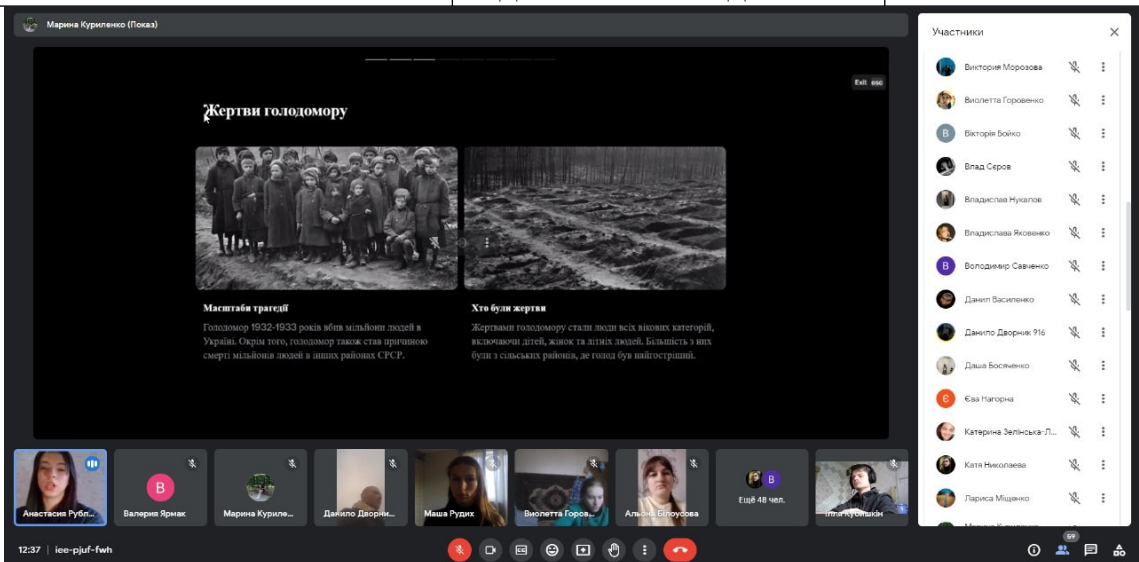 Марина Куриленко (Показ)
Exit esc
Жертви голодомору
Масштаби трагедії
Голодомор 1932-1933 років вбив мільйони людей в
Україні. Окрім того, голодомор також став причиною
смерті мільйонів людей в інших районах СРСР.
Хто були жертви
Жертвами голодомору стали люди всіх вікових категорій,
включаючи дітей, жінок та літніх людей. Більшість з них
були з сільських районів, де голод був найгостріший.
Участники
Виктория Морозова
Виолетта Горовенко
В
Вікторія Бойко
Влад Сєров
Владислав Нукалов
Владислава Яковенко
В
Володимир Савченко
Данил Василенко
Данило Дворник 916
Даша Босяченко
Є
Єва Нагорна
Катерина Зелінська-Л...
Катя Николаева
Лариса Міщенко
Анастасия Рубл...
В
Валерия Ярмак
Марина Куриле...
Данило Дворни...
Маша Рудих
Виолетта Горов...
Альона Білоусова
В
Ещё 48 чел.
Ілля Кубишкін
12:37 | iee-pjuf-fwh
59